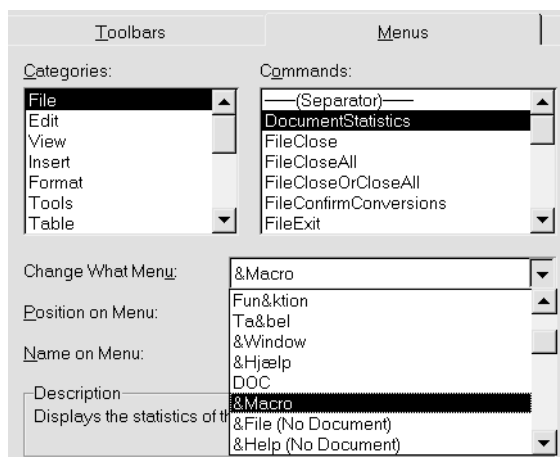 Toolbars Menus
Categories: Commands:
File ——(Separator)——
Edit DocumentStatistics
View FileClose
Insert FileCloseAll
Format FileCloseOrCloseAll
Tools FileConfirmConversions
Table FileExit
Change What Menu: &Macro
Fun&ktion
Position on Menu: Ta&bel
&Window
Name on Menu: &Hjælp
DOC
Description &Macro
Displays the statistics of th &File (No Document)
&Help (No Document)